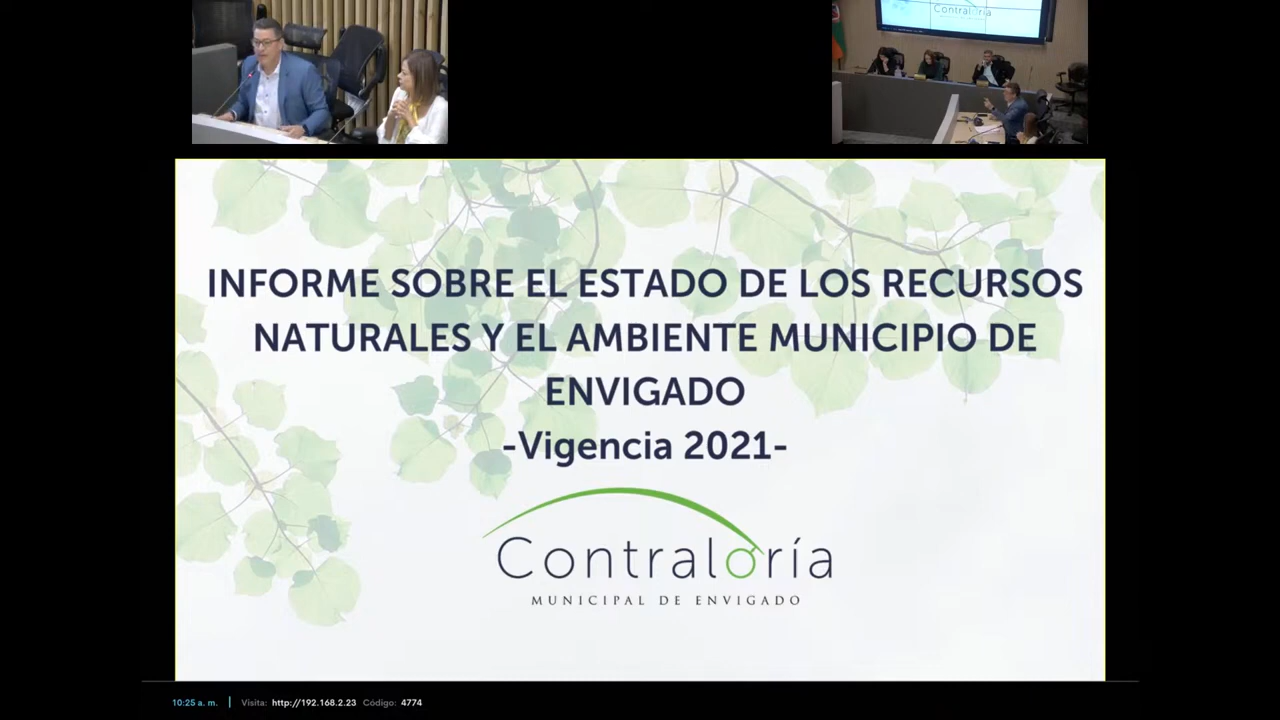 Contraloría
INFORME SOBRE EL ESTADO DE LOS RECURSOS
NATURALES Y EL AMBIENTE MUNICIPIO DE
ENVIGADO
-Vigencia 2021-
Contraloría
MUNICIPAL DE ENVIGADO
10:25 a. m. | Visita: http://192.168.2.23 Código: 4774